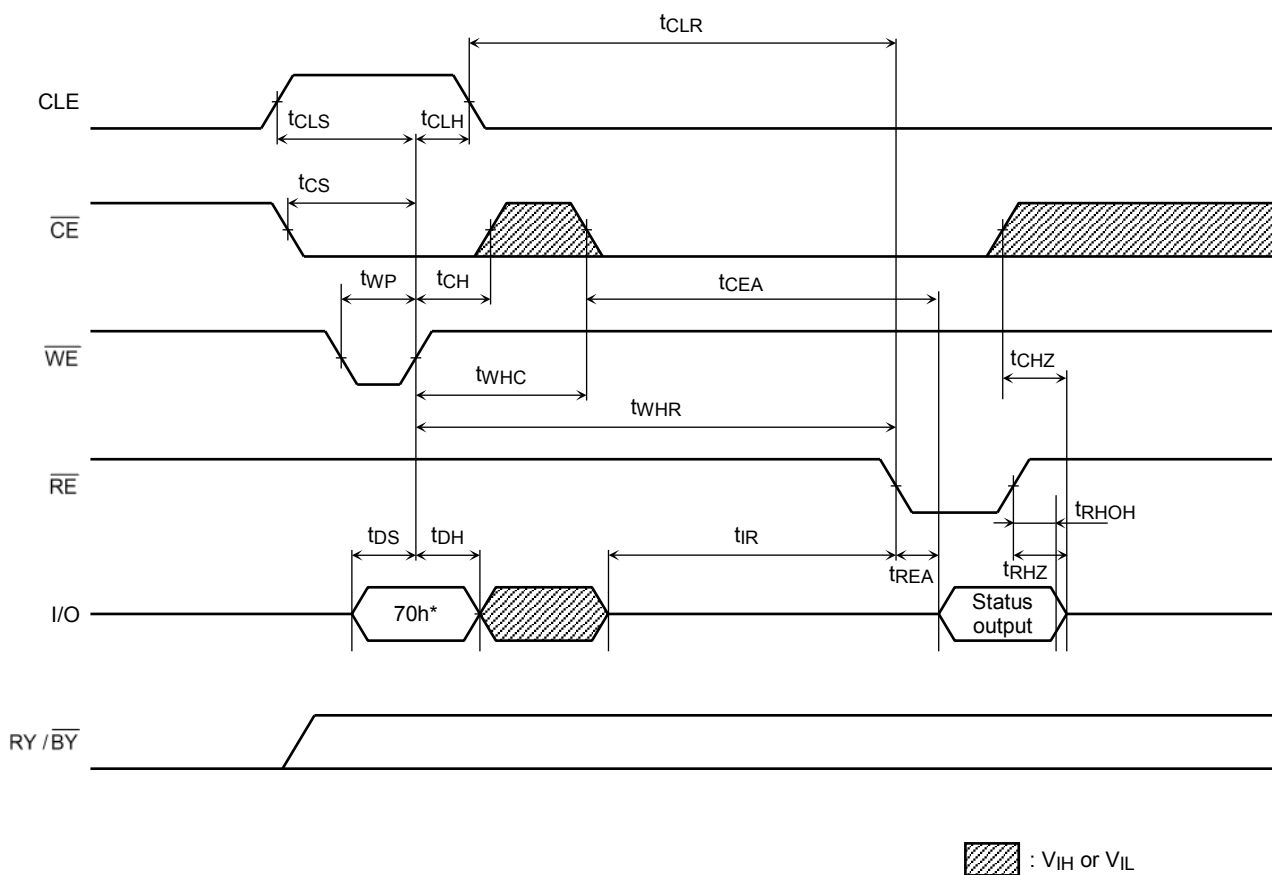 tCLR
CLE
tCLS
tCLH
tCS
CE
tWP
tCH
tCEA
WE
tCHZ
tWHC
tWHR
RE
tRHOH
tDS
tDH
tIR
tREA
tRHZ
I/O
70h*
Status
output
RY / BY
: VIH or VIL